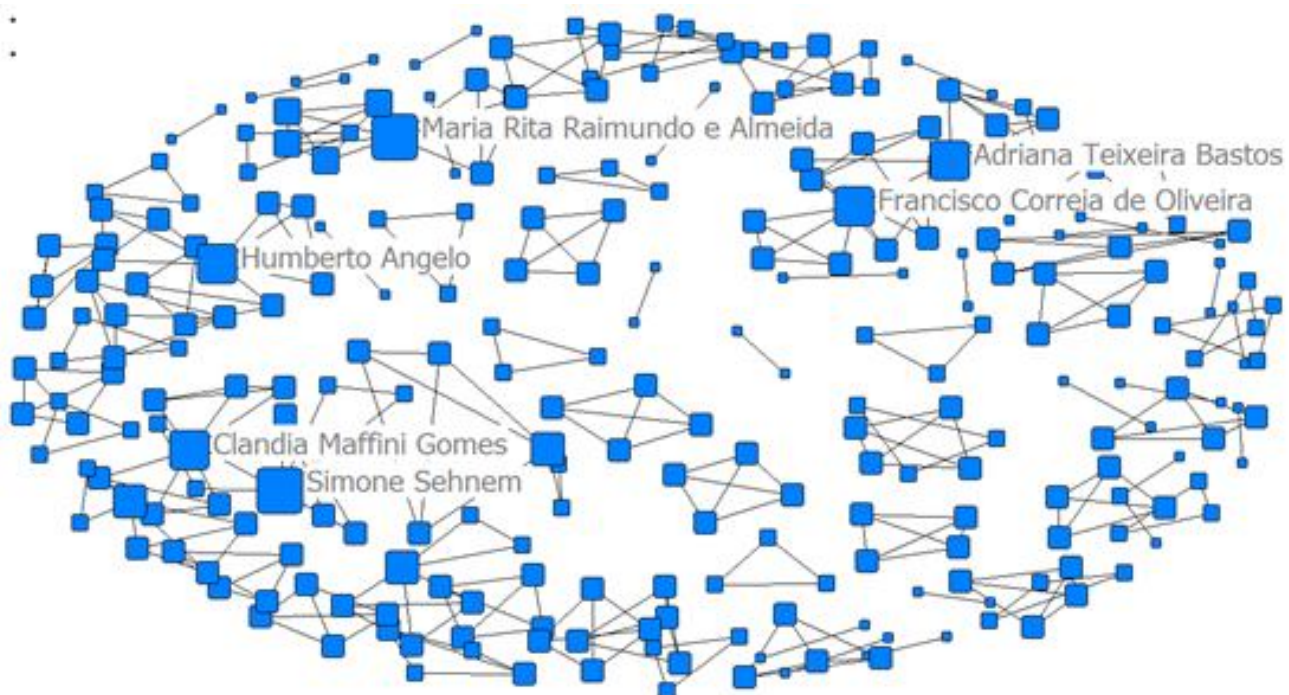 Maria Rita Raimundo e Almeida
Adriana Teixeira Bastos
Francisco Correia de Oliveira
Humberto Angelo
Clandia Maffini Gomes
Simone Sehnem